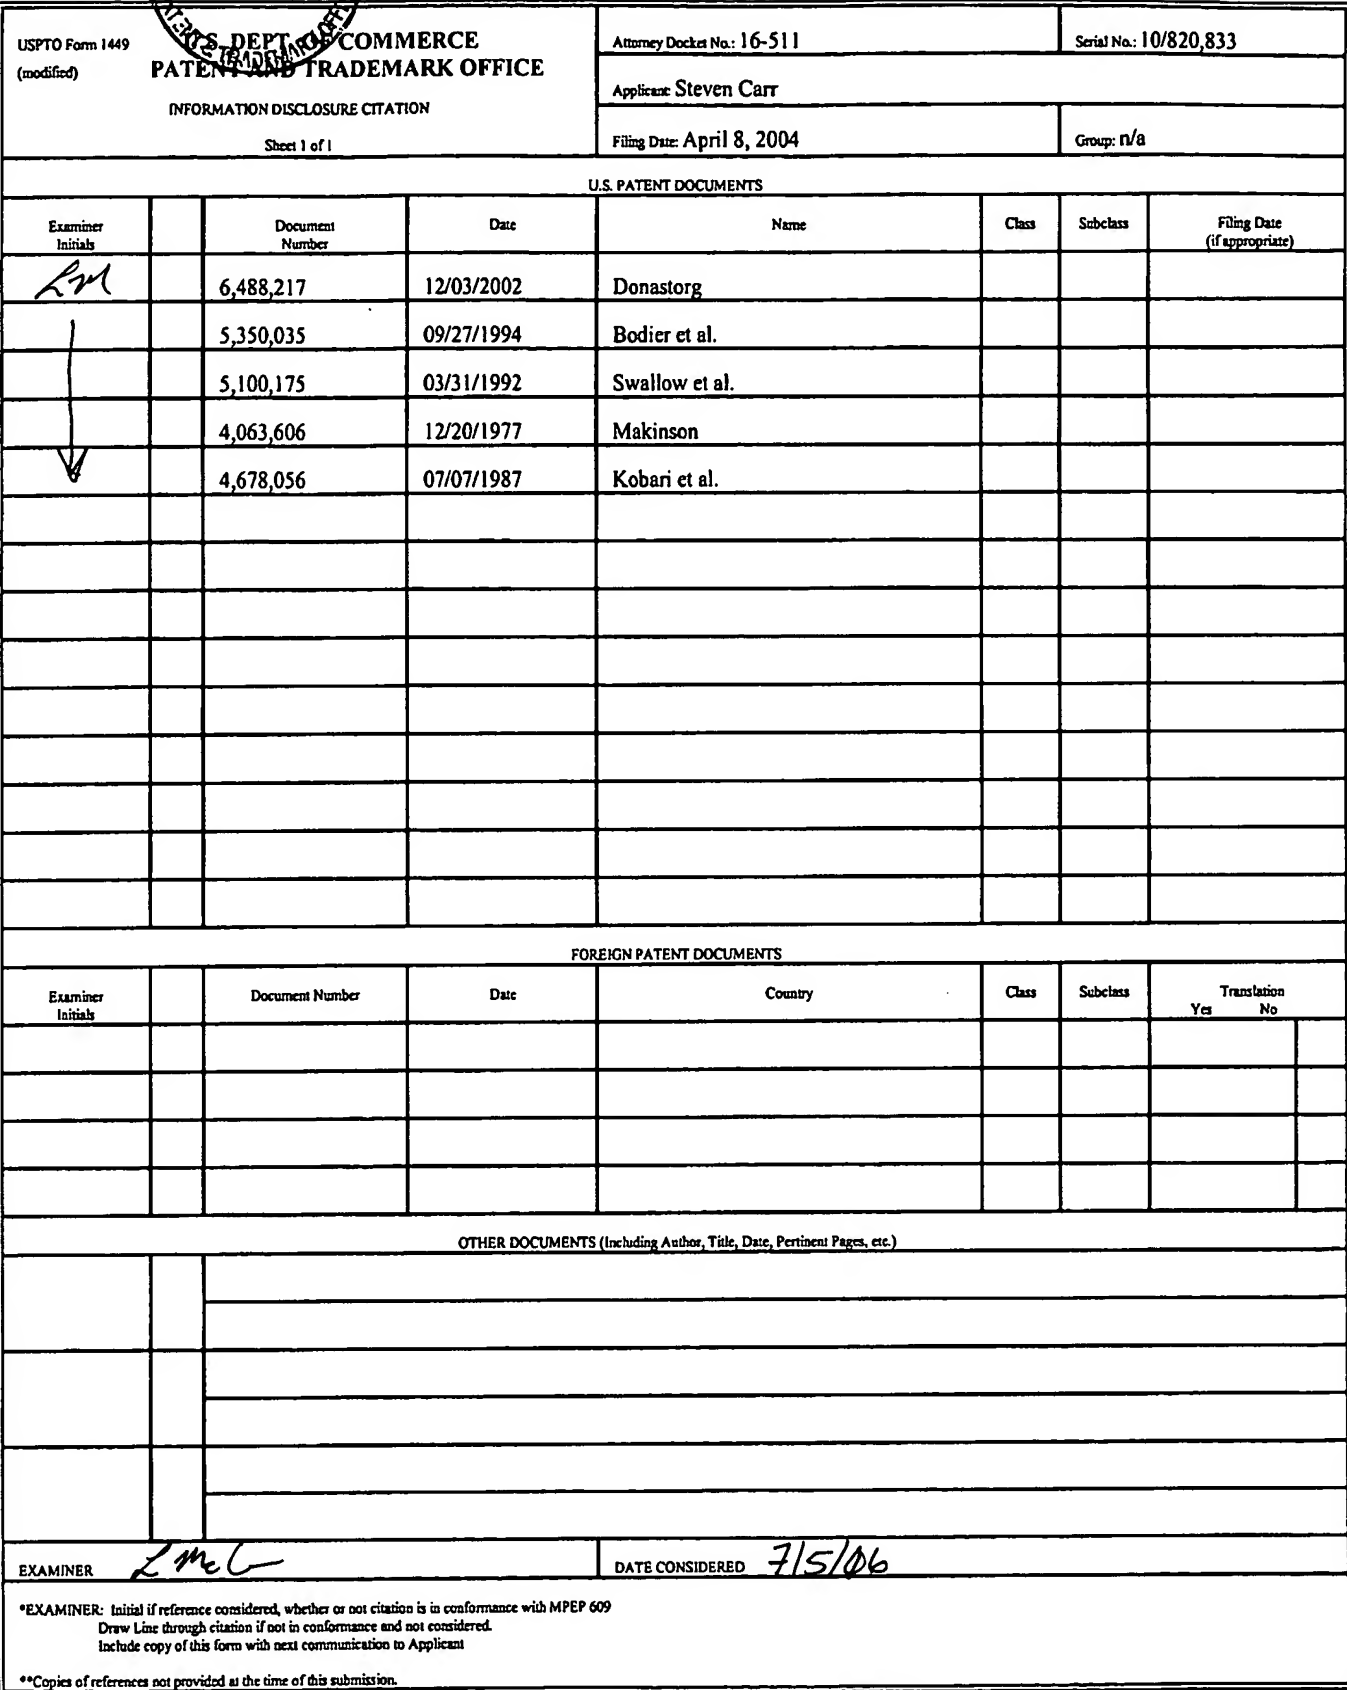 USPTO Form 1449
(modified)
U.S. DEPT. OF COMMERCE
PATENT AND TRADEMARK OFFICE
INFORMATION DISCLOSURE CITATION
Sheet 1 of 1
Attorney Docket No.: 16-511
Serial No.: 10/820,833
Applicant: Steven Carr
Filing Date: April 8, 2004
Group: n/a
U.S. PATENT DOCUMENTS
Examiner Initials Document Number Date Name Class Subclass Filing Date (if appropriate)
LM 6,488,217 12/03/2002 Donastorg
5,350,035 09/27/1994 Bodier et al.
5,100,175 03/31/1992 Swallow et al.
4,063,606 12/20/1977 Makinson
4,678,056 07/07/1987 Kobari et al.
FOREIGN PATENT DOCUMENTS
Examiner Initials Document Number Date Country Class Subclass Translation Yes No
OTHER DOCUMENTS (Including Author, Title, Date, Pertinent Pages, etc.)
EXAMINER L McC
DATE CONSIDERED 7/5/06
*EXAMINER: Initial if reference considered, whether or not citation is in conformance with MPEP 609
Draw Line through citation if not in conformance and not considered.
Include copy of this form with next communication to Applicant
**Copies of references not provided at the time of this submission.